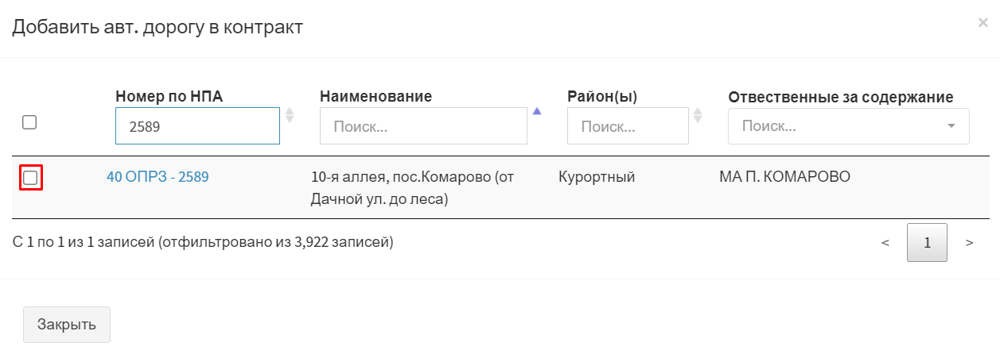 Добавить авт. дорогу в контракт
×
Номер по НПА Наименование Район(ы) Отвественные за содержание
2589 Поиск... Поиск... Поиск...
40 ОПРЗ - 2589 10-я аллея, пос.Комарово (от Курортный МА П. КОМАРОВО
Дачной ул. до леса)
С 1 по 1 из 1 записей (отфильтровано из 3,922 записей) < 1 >
Закрыть